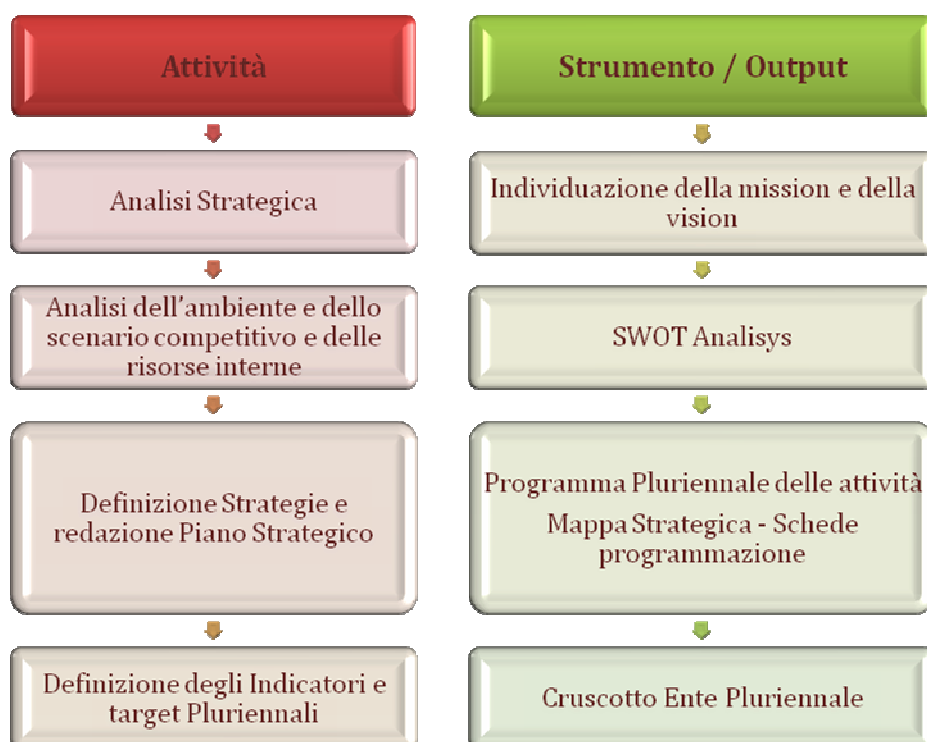 Attività
Strumento / Output
Analisi Strategica
Individuazione della mission e della
vision
Analisi dell'ambiente e dello
scenario competitivo e delle
risorse interne
SWOT Analisys
Definizione Strategie e
redazione Piano Strategico
Programma Pluriennale delle attività
Mappa Strategica - Schede
programmazione
Definizione degli Indicatori e
target Pluriennali
Cruscotto Ente Pluriennale